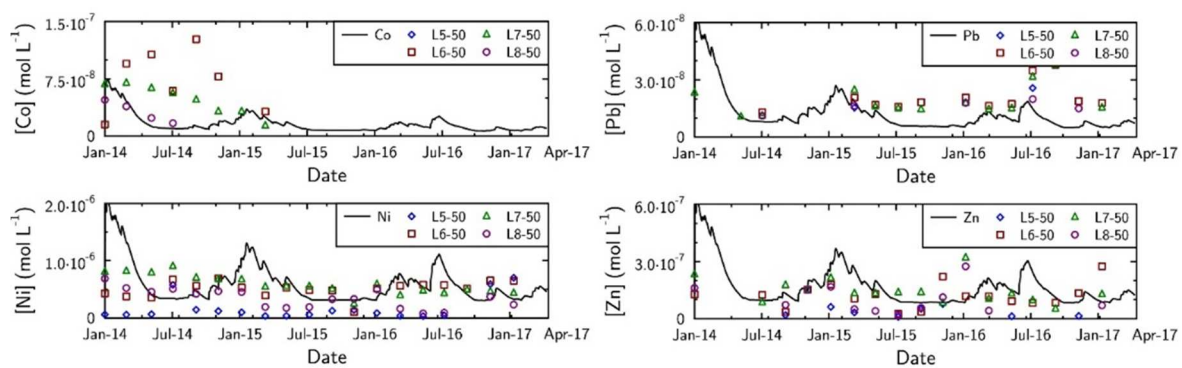 1.5·10⁻⁷
7.5·10⁻⁸
0
[Co] (mol L⁻¹)
Co L5-50 L7-50
L6-50 L8-50
Jan-14 Jul-14 Jan-15 Jul-15 Jan-16 Jul-16 Jan-17 Apr-17
Date
6.0·10⁻⁸
3.0·10⁻⁸
0
[Pb] (mol L⁻¹)
Pb L5-50 L7-50
L6-50 L8-50
Jan-14 Jul-14 Jan-15 Jul-15 Jan-16 Jul-16 Jan-17 Apr-17
Date
2.0·10⁻⁶
1.0·10⁻⁶
0
[Ni] (mol L⁻¹)
Ni L5-50 L7-50
L6-50 L8-50
Jan-14 Jul-14 Jan-15 Jul-15 Jan-16 Jul-16 Jan-17
Date
6.0·10⁻⁷
3.0·10⁻⁷
0
[Zn] (mol L⁻¹)
Zn L5-50 L7-50
L6-50 L8-50
Jan-14 Jul-14 Jan-15 Jul-15 Jan-16 Jul-16 Jan-17
Date